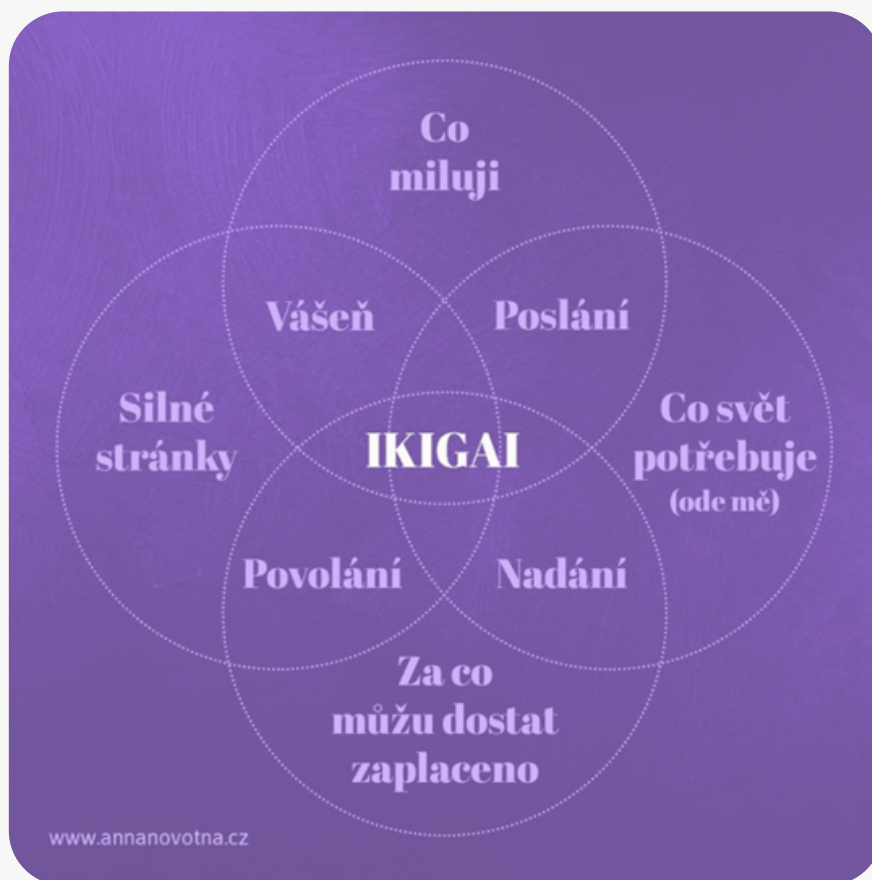 Co
miluji
Vášeň
Poslání
Silné
stránky
IKIGAI
Co svět
potřebuje
(ode mě)
Povolání
Nadání
Za co
můžu dostat
zaplaceno
www.annanovotna.cz